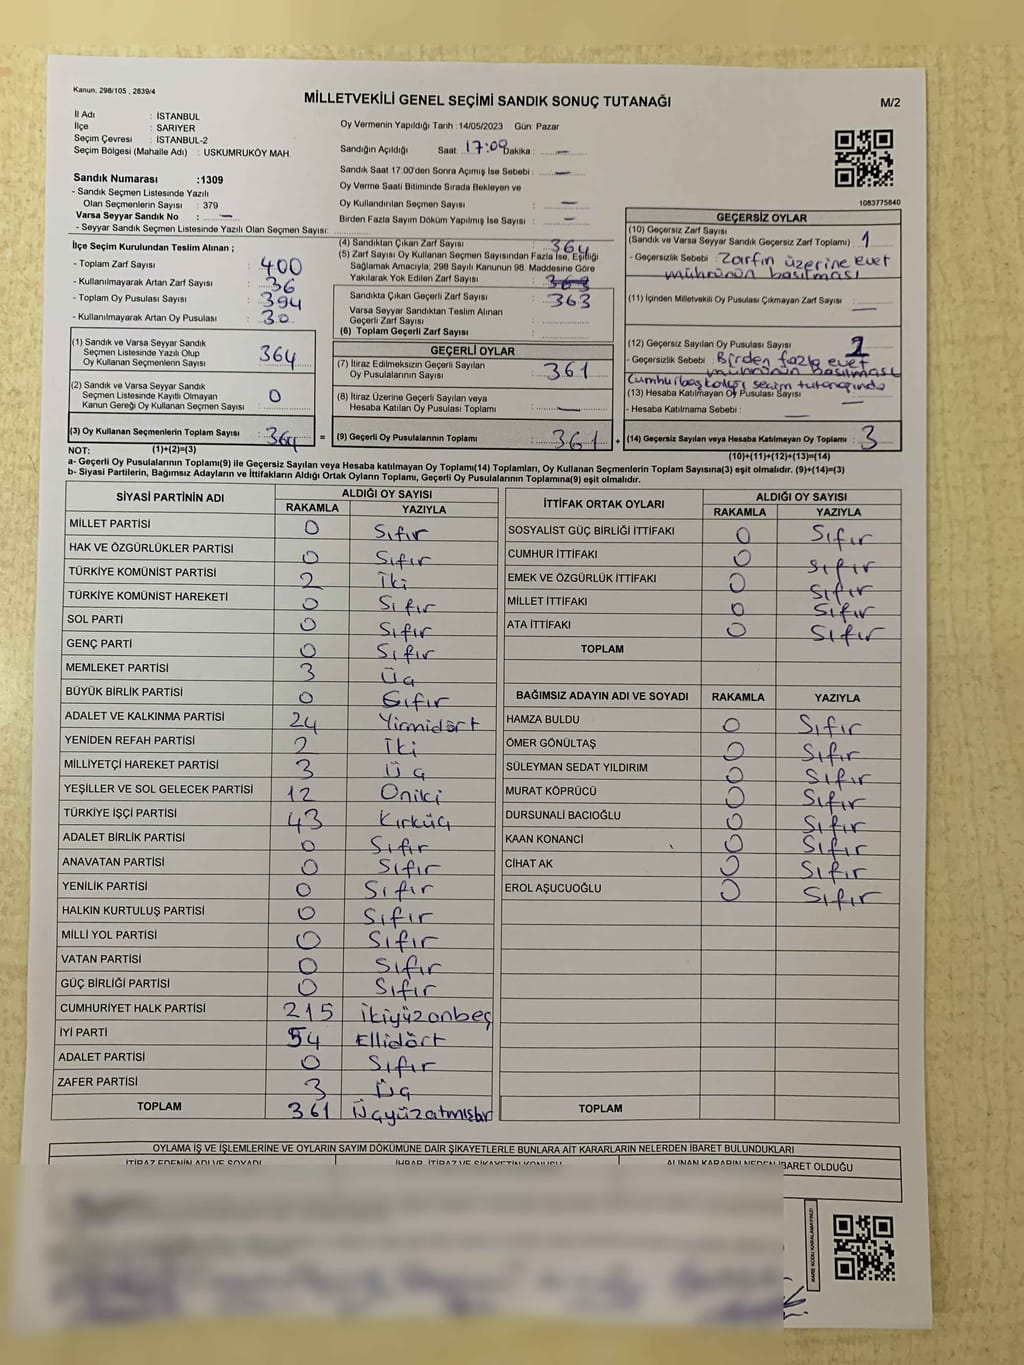 Kanun: 298/105 , 2839/4
MİLLETVEKİLİ GENEL SEÇİMİ SANDIK SONUÇ TUTANAĞI
M/2
İl Adı : İSTANBUL
İlçe : SARIYER
Seçim Çevresi : İSTANBUL-2
Seçim Bölgesi (Mahalle Adı) : USKUMRUKÖY MAH.
Sandık Numarası :1309
- Sandık Seçmen Listesinde Yazılı
Olan Seçmenlerin Sayısı : 379
Varsa Seyyar Sandık No : —
- Seyyar Sandık Seçmen Listesinde Yazılı Olan Seçmen Sayısı:
Oy Vermenin Yapıldığı Tarih :14/05/2023 Gün: Pazar
Sandığın Açıldığı Saat: 17:09 Dakika : —
Sandık Saat 17:00'den Sonra Açımış İse Sebebi : —
Oy Verme Saati Bitiminde Sırada Bekleyen ve
Oy Kullandırılan Seçmen Sayısı : —
Birden Fazla Sayım Döküm Yapılmış İse Sayısı : —
1083775840
İlçe Seçim Kurulundan Teslim Alınan ;
- Toplam Zarf Sayısı : 400
- Kullanılmayarak Artan Zarf Sayısı : 36
- Toplam Oy Pusulası Sayısı : 394
- Kullanılmayarak Artan Oy Pusulası : 30
(1) Sandık ve Varsa Seyyar Sandık
Seçmen Listesinde Yazılı Olup
Oy Kullanan Seçmenlerin Sayısı : 364
(2) Sandık ve Varsa Seyyar Sandık
Seçmen Listesinde Kayıtlı Olmayan
Kanun Gereği Oy Kullanan Seçmen Sayısı : 0
(3) Oy Kullanan Seçmenlerin Toplam Sayısı : 364
(1)+(2)=(3)
(4) Sandıktan Çıkan Zarf Sayısı : 364
(5) Zarf Sayısı Oy Kullanan Seçmen Sayısından Fazla İse, Eşitliği
Sağlamak Amacıyla, 298 Sayılı Kanunun 98. Maddesine Göre
Yakılarak Yok Edilen Zarf Sayısı : 363
Sandıkta Çıkan Geçerli Zarf Sayısı : 363
Varsa Seyyar Sandıktan Teslim Alınan
Geçerli Zarf Sayısı :
(6) Toplam Geçerli Zarf Sayısı :
GEÇERLİ OYLAR
(7) İtiraz Edilmeksizin Geçerli Sayılan
Oy Pusulalarının Sayısı : 361
(8) İtiraz Üzerine Geçerli Sayılan veya
Hesaba Katılan Oy Pusulası Toplamı : —
= (9) Geçerli Oy Pusulalarının Toplamı : 361 +
GEÇERSİZ OYLAR
(10) Geçersiz Zarf Sayısı
(Sandık ve Varsa Seyyar Sandık Geçersiz Zarf Toplamı) : 1
- Geçersizlik Sebebi : Zarfın üzerine evet
mührünün basılması
(11) İçinden Milletvekili Oy Pusulası Çıkmayan Zarf Sayısı : —
(12) Geçersiz Sayılan Oy Pusulası Sayısı :
- Geçersizlik Sebebi : Birden fazla evet
mührünün basılması
Cumhurbaşkanlığı seçim tutanağında
(13) Hesaba Katılmayan Oy Pusulası Sayısı : —
- Hesaba Katılmama Sebebi : —
(14) Geçersiz Sayılan veya Hesaba Katılmayan Oy Toplamı : 3
(10)+(11)+(12)+(13)=(14)
NOT:
a- Geçerli Oy Pusulalarının Toplamı(9) ile Geçersiz Sayılan veya Hesaba katılmayan Oy Toplamı(14) Toplamları, Oy Kullanan Seçmenlerin Toplam Sayısına(3) eşit olmalıdır. (9)+(14)=(3)
b- Siyasi Partilerin, Bağımsız Adayların ve İttifakların Aldığı Ortak Oyların Toplamı, Geçerli Oy Pusulalarının Toplamına(9) eşit olmalıdır.
SİYASİ PARTİNİN ADI ALDIĞI OY SAYISI
RAKAMLA YAZIYLA
MİLLET PARTİSİ 0 Sıfır
HAK VE ÖZGÜRLÜKLER PARTİSİ 0 Sıfır
TÜRKİYE KOMÜNİST PARTİSİ 2 İki
TÜRKİYE KOMÜNİST HAREKETİ 0 Sıfır
SOL PARTİ 0 Sıfır
GENÇ PARTİ 0 Sıfır
MEMLEKET PARTİSİ 3 Üç
BÜYÜK BİRLİK PARTİSİ 0 Sıfır
ADALET VE KALKINMA PARTİSİ 24 Yirmidört
YENİDEN REFAH PARTİSİ 2 İki
MİLLİYETÇİ HAREKET PARTİSİ 3 Üç
YEŞİLLER VE SOL GELECEK PARTİSİ 12 Oniki
TÜRKİYE İŞÇİ PARTİSİ 43 Kırküç
ADALET BİRLİK PARTİSİ 0 Sıfır
ANAVATAN PARTİSİ 0 Sıfır
YENİLİK PARTİSİ 0 Sıfır
HALKIN KURTULUŞ PARTİSİ 0 Sıfır
MİLLİ YOL PARTİSİ 0 Sıfır
VATAN PARTİSİ 0 Sıfır
GÜÇ BİRLİĞİ PARTİSİ 0 Sıfır
CUMHURİYET HALK PARTİSİ 215 İkiyüzonbeş
İYİ PARTİ 54 Ellidört
ADALET PARTİSİ 0 Sıfır
ZAFER PARTİSİ 3 Üç
TOPLAM 361 Üçyüzatmışbir
İTTİFAK ORTAK OYLARI ALDIĞI OY SAYISI
RAKAMLA YAZIYLA
SOSYALİST GÜÇ BİRLİĞİ İTTİFAKI 0 Sıfır
CUMHUR İTTİFAKI 0 Sıfır
EMEK VE ÖZGÜRLÜK İTTİFAKI 0 Sıfır
MİLLET İTTİFAKI 0 Sıfır
ATA İTTİFAKI 0 Sıfır
TOPLAM
BAĞIMSIZ ADAYIN ADI VE SOYADI RAKAMLA YAZIYLA
HAMZA BULDU 0 Sıfır
ÖMER GÖNÜLTAŞ 0 Sıfır
SÜLEYMAN SEDAT YILDIRIM 0 Sıfır
MURAT KÖPRÜCÜ 0 Sıfır
DURSUNALİ BACIOĞLU 0 Sıfır
KAAN KONANCİ 0 Sıfır
CİHAT AK 0 Sıfır
EROL AŞUCUOĞLU 0 Sıfır
TOPLAM
OYLAMA İŞ VE İŞLEMLERİNE VE OYLARIN SAYIM DÖKÜMÜNE DAİR ŞİKAYETLERLE BUNLARA AİT KARARLARIN NELERDEN İBARET BULUNDUKLARI
İTİRAZ EDENİN ADI VE SOYADI İHBAR, İTİRAZ VE ŞİKAYETİN KONUSU ALINAN KARARIN NEDEN İBARET OLDUĞU
KARE KODU KARALAMAYINIZ!